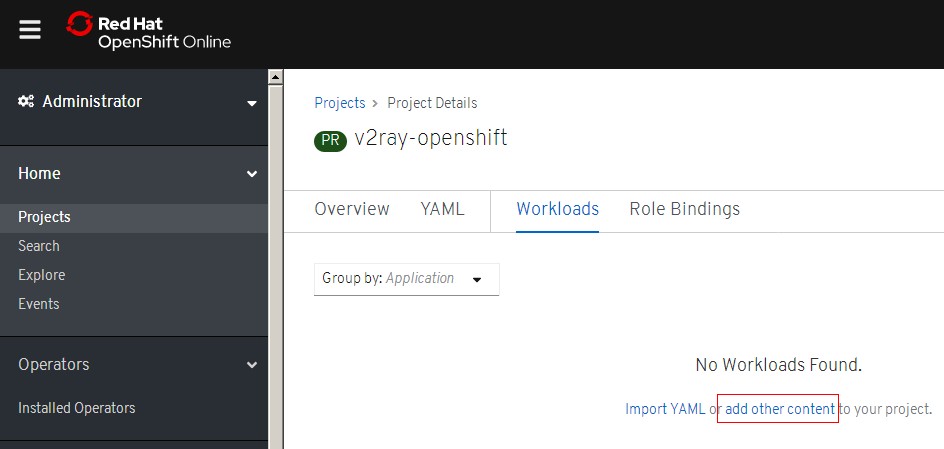 Red Hat
OpenShift Online
Administrator
Home
Projects
Search
Explore
Events
Operators
Installed Operators
Projects > Project Details
PR v2ray-openshift
Overview YAML Workloads Role Bindings
Group by: Application
No Workloads Found.
Import YAML or add other content to your project.